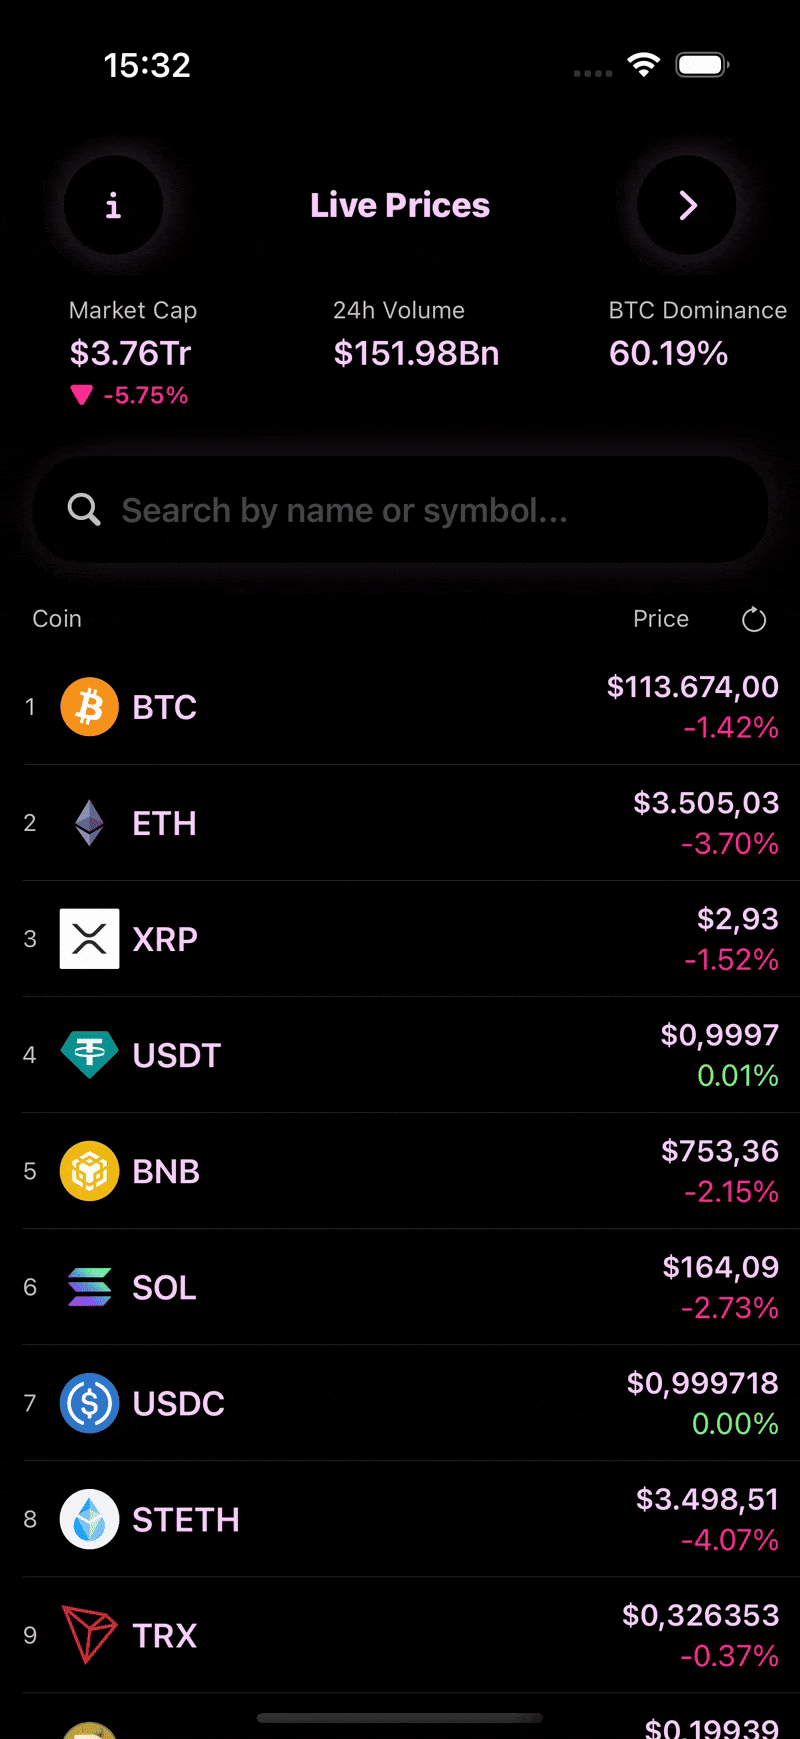 15:32
i Live Prices
Market Cap 24h Volume BTC Dominance
$3.76Tr $151.98Bn 60.19%
-5.75%
Search by name or symbol...
Coin Price
1 BTC $113.674,00
-1.42%
2 ETH $3.505,03
-3.70%
3 XRP $2,93
-1.52%
4 USDT $0,9997
0.01%
5 BNB $753,36
-2.15%
6 SOL $164,09
-2.73%
7 USDC $0,999718
0.00%
8 STETH $3.498,51
-4.07%
9 TRX $0,326353
-0.37%
$0,19939